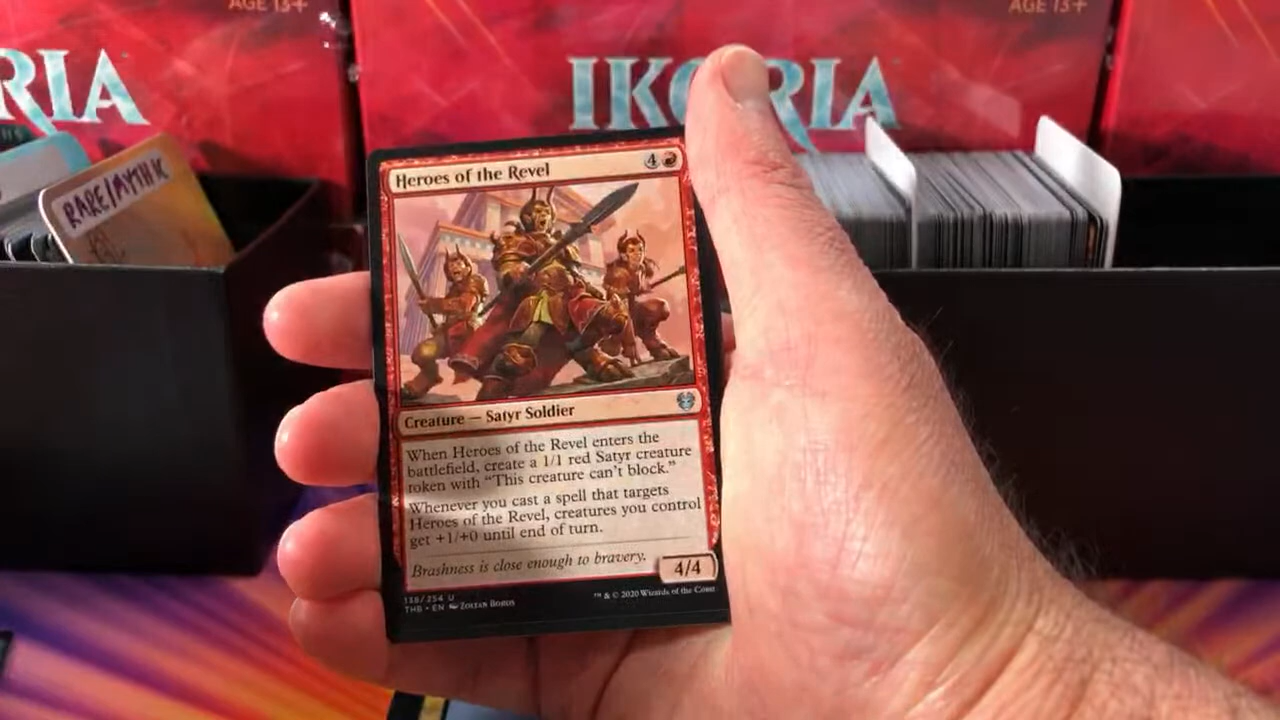 AGE 13+
AGE 13+
RIA
IKORIA
RARE/MYTHIC
Heroes of the Revel
4
Creature — Satyr Soldier
When Heroes of the Revel enters the
battlefield, create a 1/1 red Satyr creature
token with “This creature can’t block.”
Whenever you cast a spell that targets
Heroes of the Revel, creatures you control
get +1/+0 until end of turn.
Brashness is close enough to bravery.
4/4
138/254 U
THB • EN Zoltan Boros
™ & © 2020 Wizards of the Coast